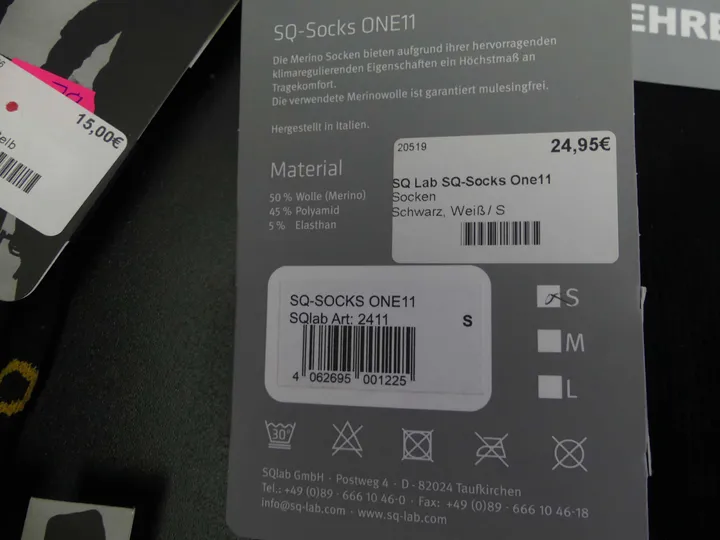 SQ-Socks ONE11
Die Merino Socken bieten aufgrund ihrer hervorragenden
klimaregulierenden Eigenschaften ein Höchstmaß an
Tragekomfort.
Die verwendete Merinowolle ist garantiert mulesingfrei.
Hergestellt in Italien.
Material
50 % Wolle (Merino)
45 % Polyamid
5 % Elasthan
20519
24,95€
SQ Lab SQ-Socks One11
Socken
Schwarz, Weiß / S
SQ-SOCKS ONE11
SQlab Art: 2411
S
4 062695 001225
S
M
L
30°
SQlab GmbH · Postweg 4 · D - 82024 Taufkirchen
Tel.: +49 (0)89 · 666 10 46-0 · Fax: +49 (0)89 · 666 10 46-18
info@sq-lab.com · www.sq-lab.com
15,00€
elb
EHRE